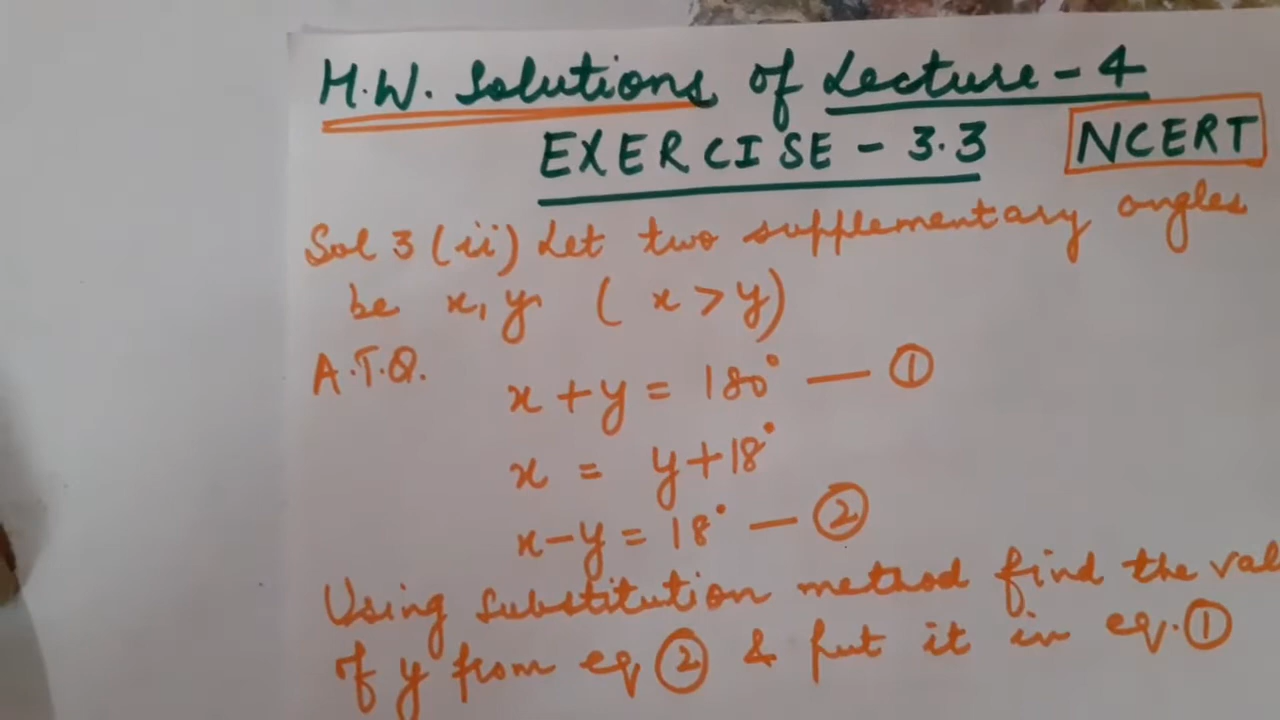 H.W. Solutions of Lecture-4
EXERCISE - 3.3 NCERT
Sol 3 (ii) Let two supplementary angles
be x, y (x > y)
A.T.Q.
x + y = 180° — ①
x = y + 18°
x - y = 18° — ②
Using substitution method find the val
of y from eq ② & put it in eq. ①